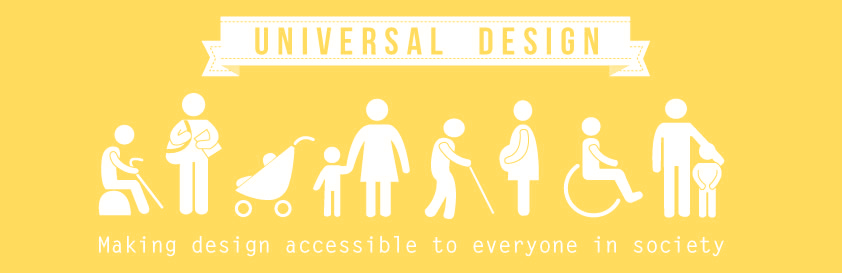 UNIVERSAL DESIGN
Making design accessible to everyone in society